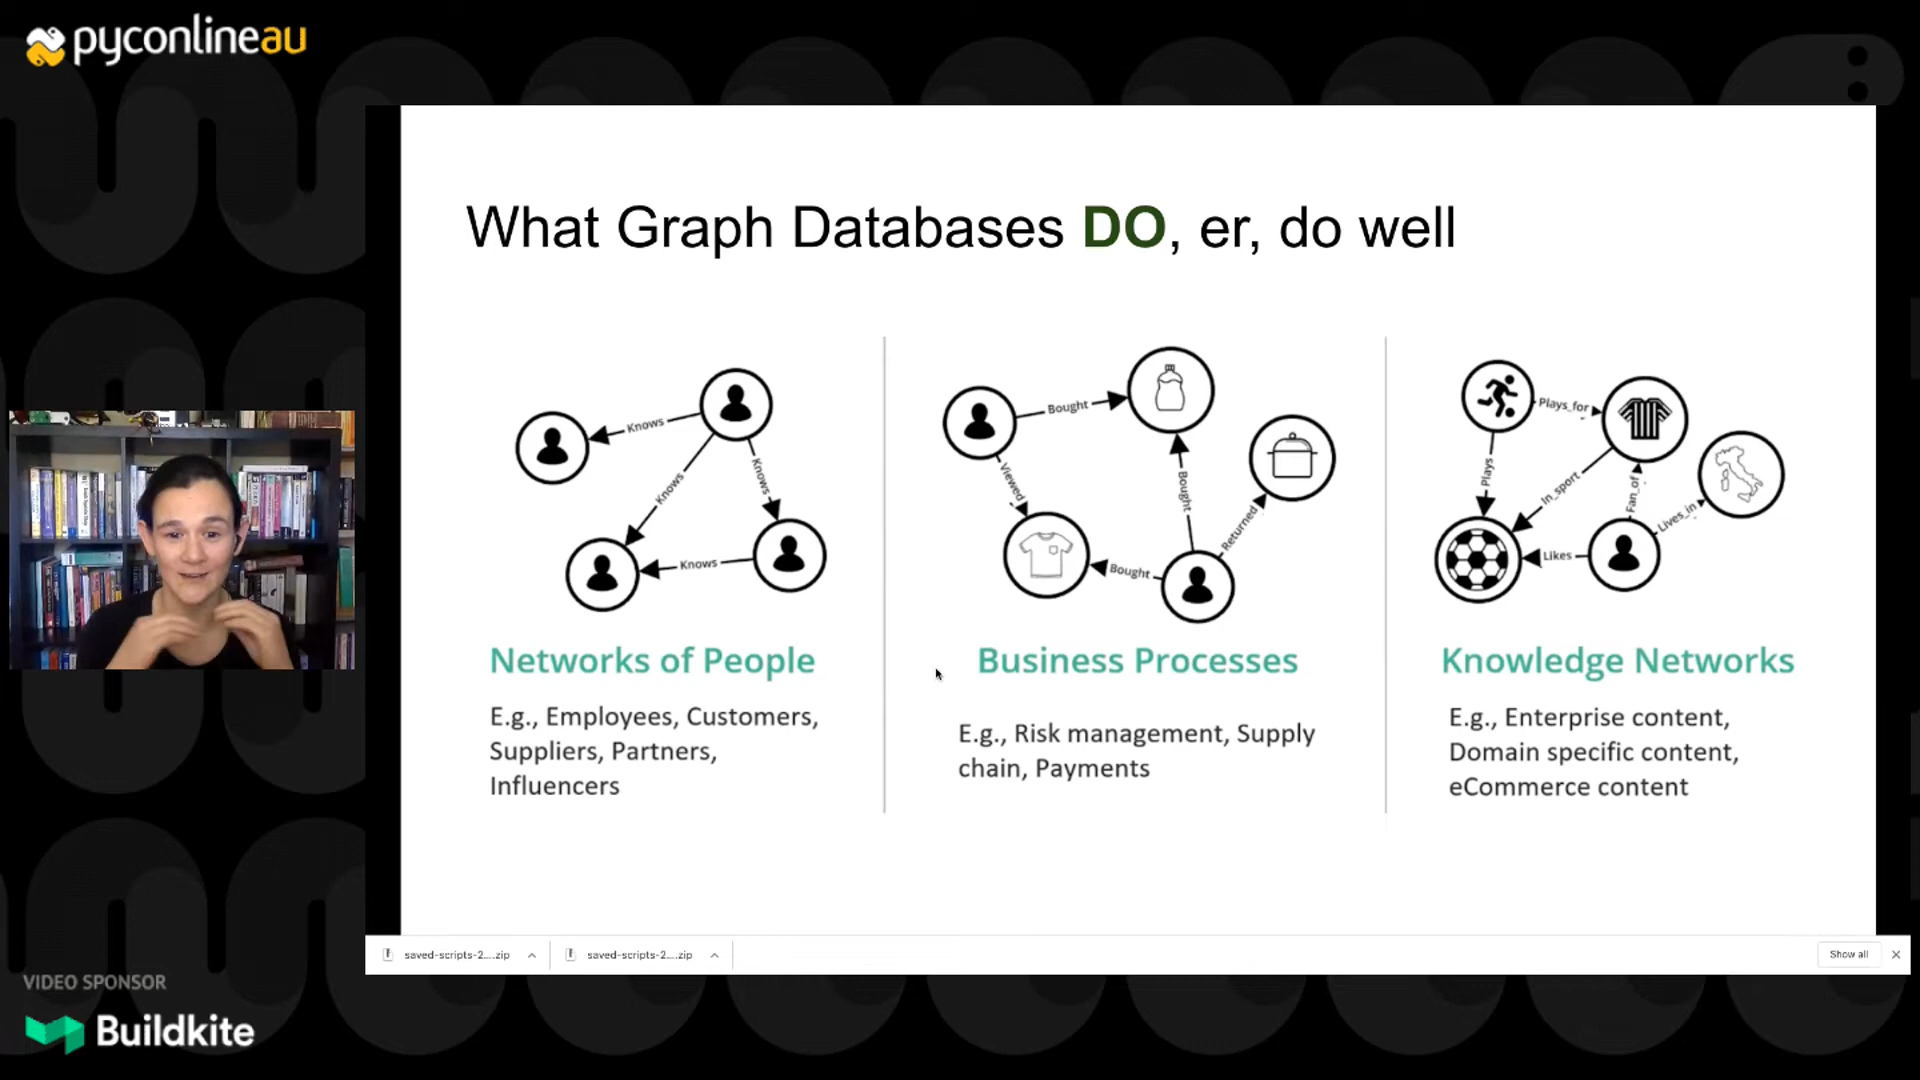 pyconlineau
What Graph Databases DO, er, do well
Knows
Knows
Knows
Knows
Networks of People
E.g., Employees, Customers,
Suppliers, Partners,
Influencers
Bought
Viewed
Bought
Returned
Bought
Business Processes
E.g., Risk management, Supply
chain, Payments
Plays_for
Plays
In_sport
Fan_of
Lives_in
Likes
Knowledge Networks
E.g., Enterprise content,
Domain specific content,
eCommerce content
saved-scripts-2....zip
saved-scripts-2....zip
Show all
VIDEO SPONSOR
Buildkite